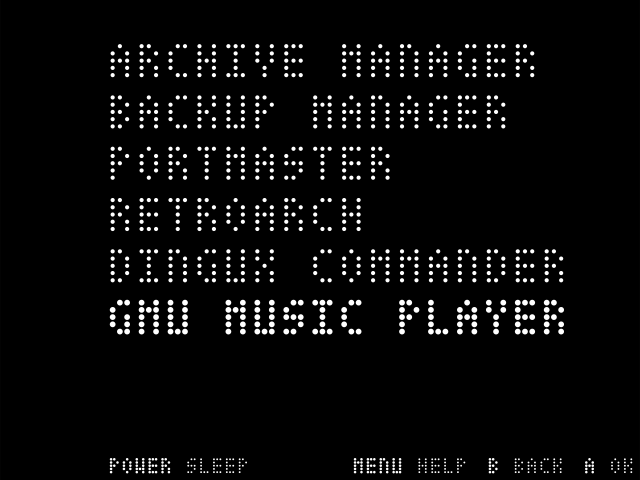 ARCHIVE MANAGER
BACKUP MANAGER
PORTMASTER
RETROARCH
DINGUX COMMANDER
GMU MUSIC PLAYER
POWER SLEEP MENU HELP B BACK A OK